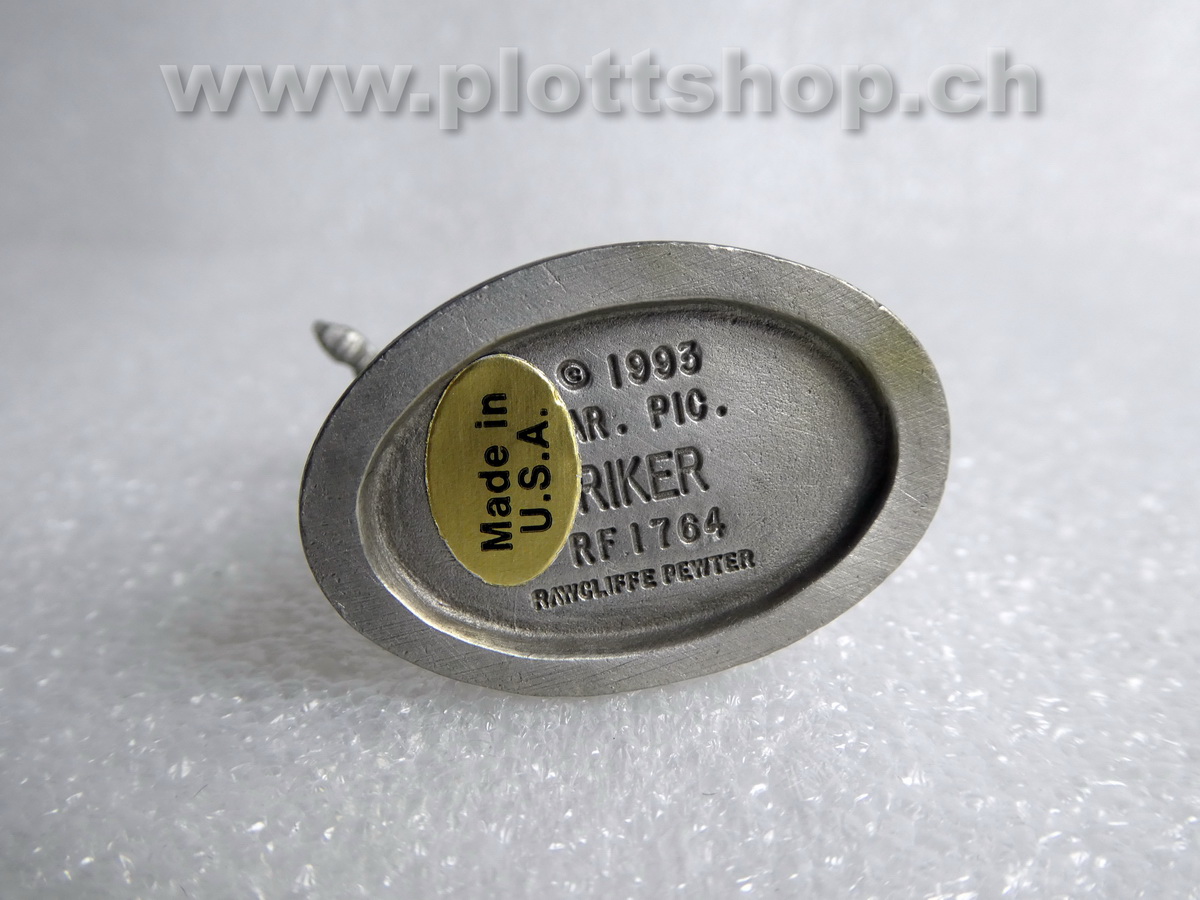 www.plottshop.ch
© 1993
AR. PIC.
RIKER
RF 1764
RAWCLIFFE PEWTER
Made in
U.S.A.